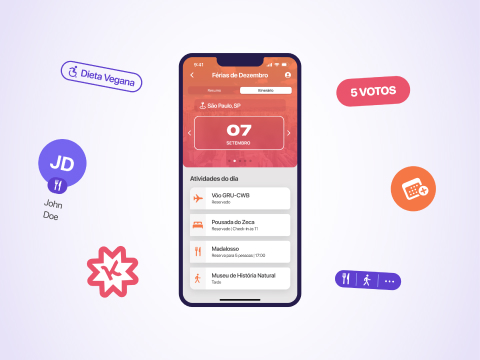 Dieta Vegana
JD
John
Doe
9:41
Férias de Dezembro
Itinerário
São Paulo, SP
07
SETEMBRO
Atividades do dia
Vôo GRU-CWB
Reservado
Pousada do Zeca
Reservado | Check-in às 11
Madalosso
Reserva para 5 pessoas | 17:00
Museu de História Natural
Tarde
5 VOTOS